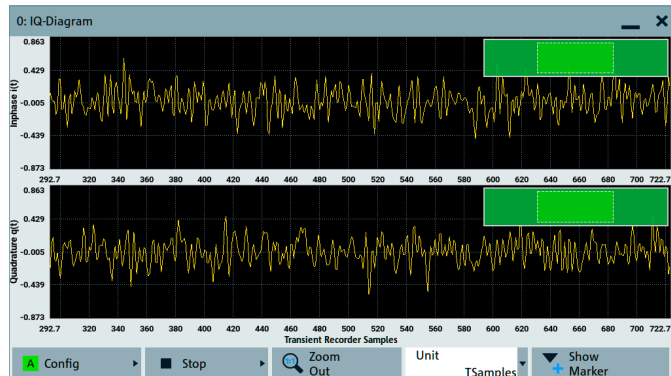 0: IQ-Diagram
Inphase i(t)
0.863
0.429
-0.005
-0.439
-0.873
292.7 320 340 360 380 400 420 440 460 480 500 520 540 560 580 600 620 640 660 680 700 722.7
Quadrature q(t)
0.863
0.429
-0.005
-0.439
-0.873
292.7 320 340 360 380 400 420 440 460 480 500 520 540 560 580 600 620 640 660 680 700 722.7
Transient Recorder Samples
A Config
Stop
1:1
Zoom
Out
Unit
TSamples
Show
Marker